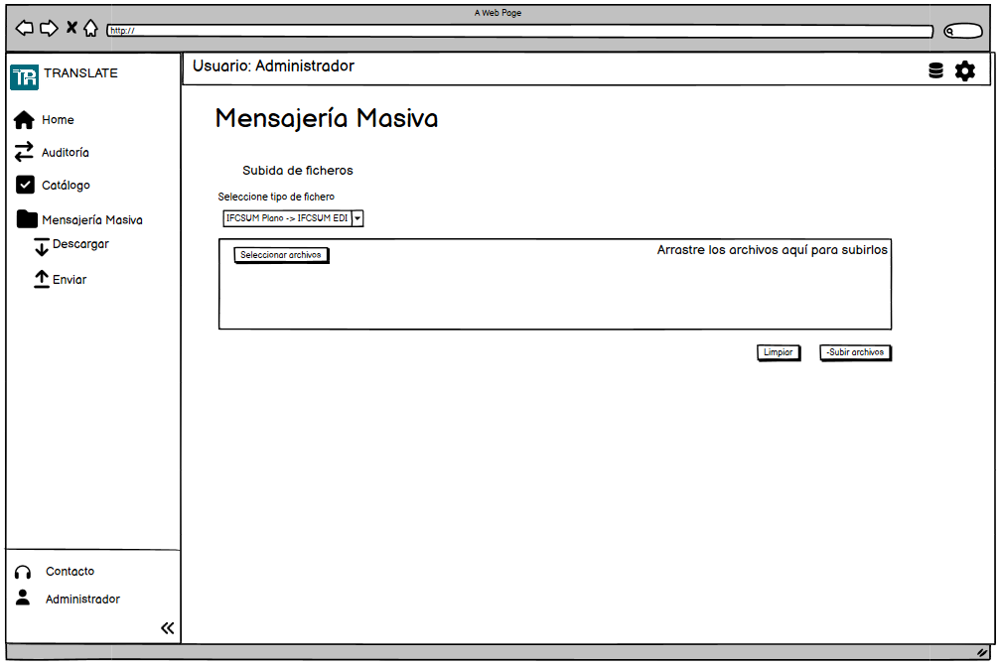 A Web Page
http://
TR TRANSLATE
Usuario: Administrador
Home
Auditoría
Catálogo
Mensajería Masiva
Descargar
Enviar
Mensajería Masiva
Subida de ficheros
Seleccione tipo de fichero
IFCSUM Plano -> IFCSUM EDI
Seleccionar archivos
Arrastre los archivos aquí para subirlos
Limpiar
-Subir archivos
Contacto
Administrador